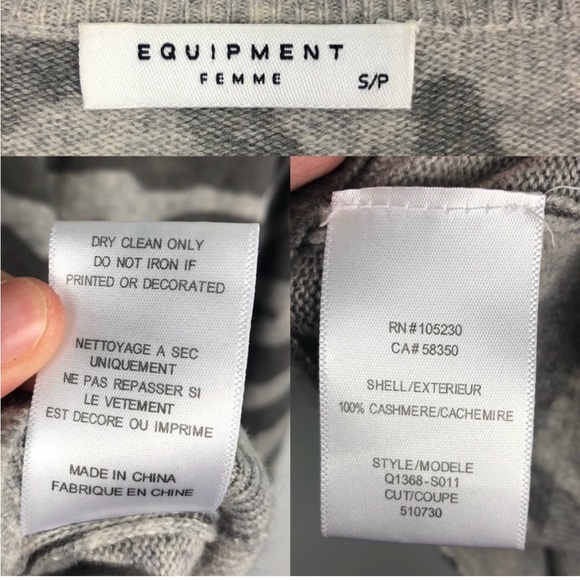 EQUIPMENT
FEMME
S/P
DRY CLEAN ONLY
DO NOT IRON IF
PRINTED OR DECORATED
NETTOYAGE A SEC
UNIQUEMENT
NE PAS REPASSER SI
LE VETEMENT
EST DECORE OU IMPRIME
MADE IN CHINA
FABRIQUE EN CHINE
RN#105230
CA#58350
SHELL/EXTERIEUR
100% CASHMERE/CACHEMIRE
STYLE/MODELE
Q1368-S011
CUT/COUPE
510730